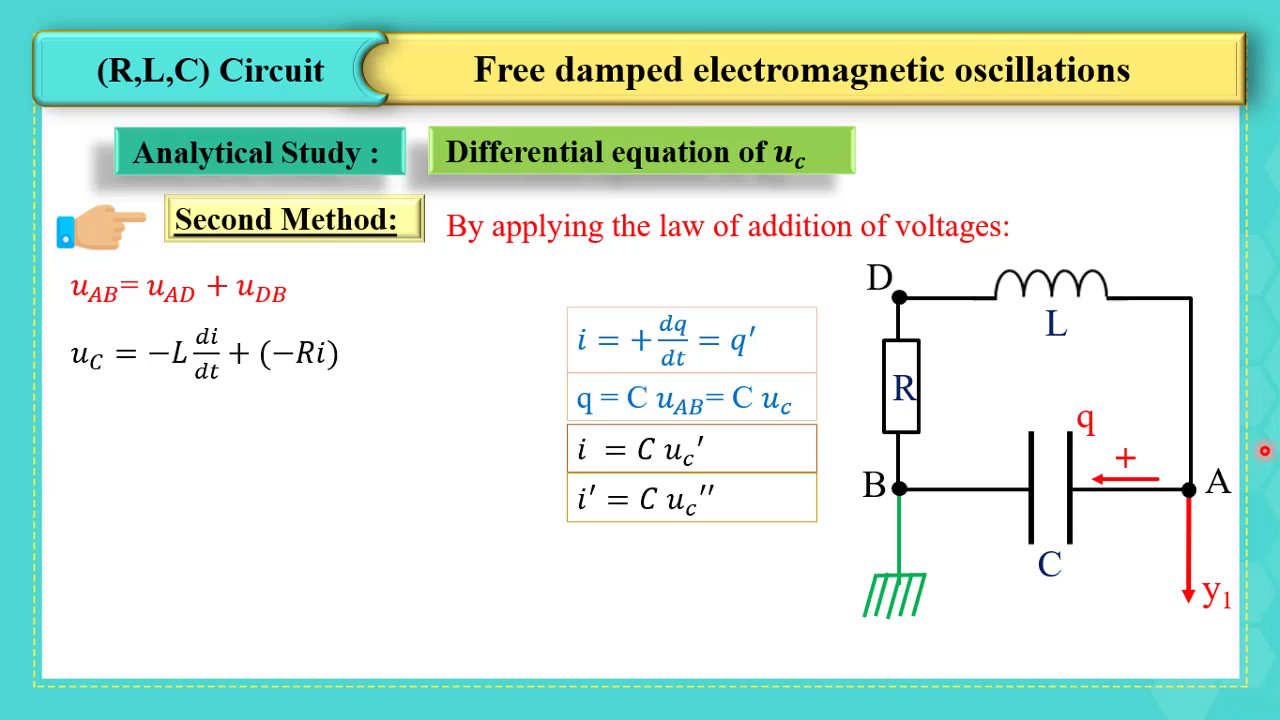 (R,L,C) Circuit
Free damped electromagnetic oscillations
Analytical Study :
Differential equation of u_c
Second Method:
By applying the law of addition of voltages:
u_AB= u_AD + u_DB
u_C = −L di/dt + (−Ri)
i = + dq/dt = q′
q = C u_AB= C u_c
i = C u_c′
i′ = C u_c′′
D
L
R
q
+
B
A
C
y₁